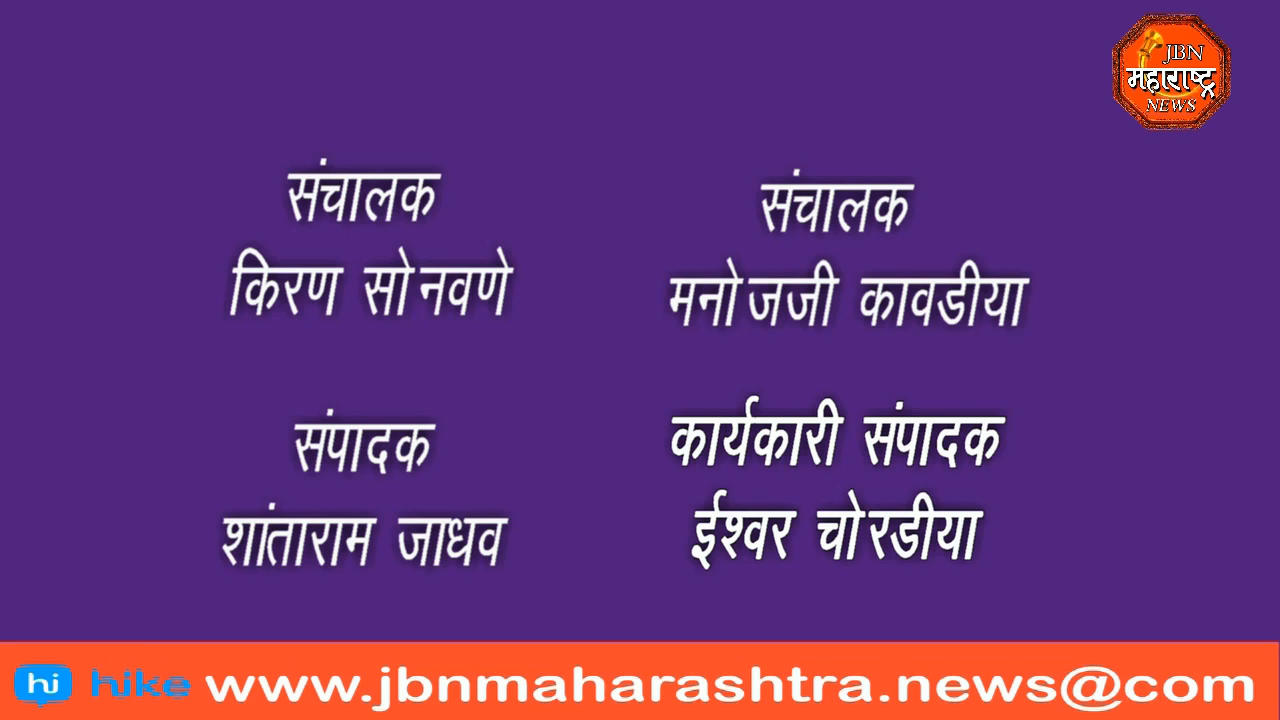 JBN
महाराष्ट्र
NEWS
संचालक
किरण सोनवणे
संचालक
मनोजजी कावडीया
संपादक
शांताराम जाधव
कार्यकारी संपादक
ईश्वर चोरडीया
hi hike www.jbnmaharashtra.news@com